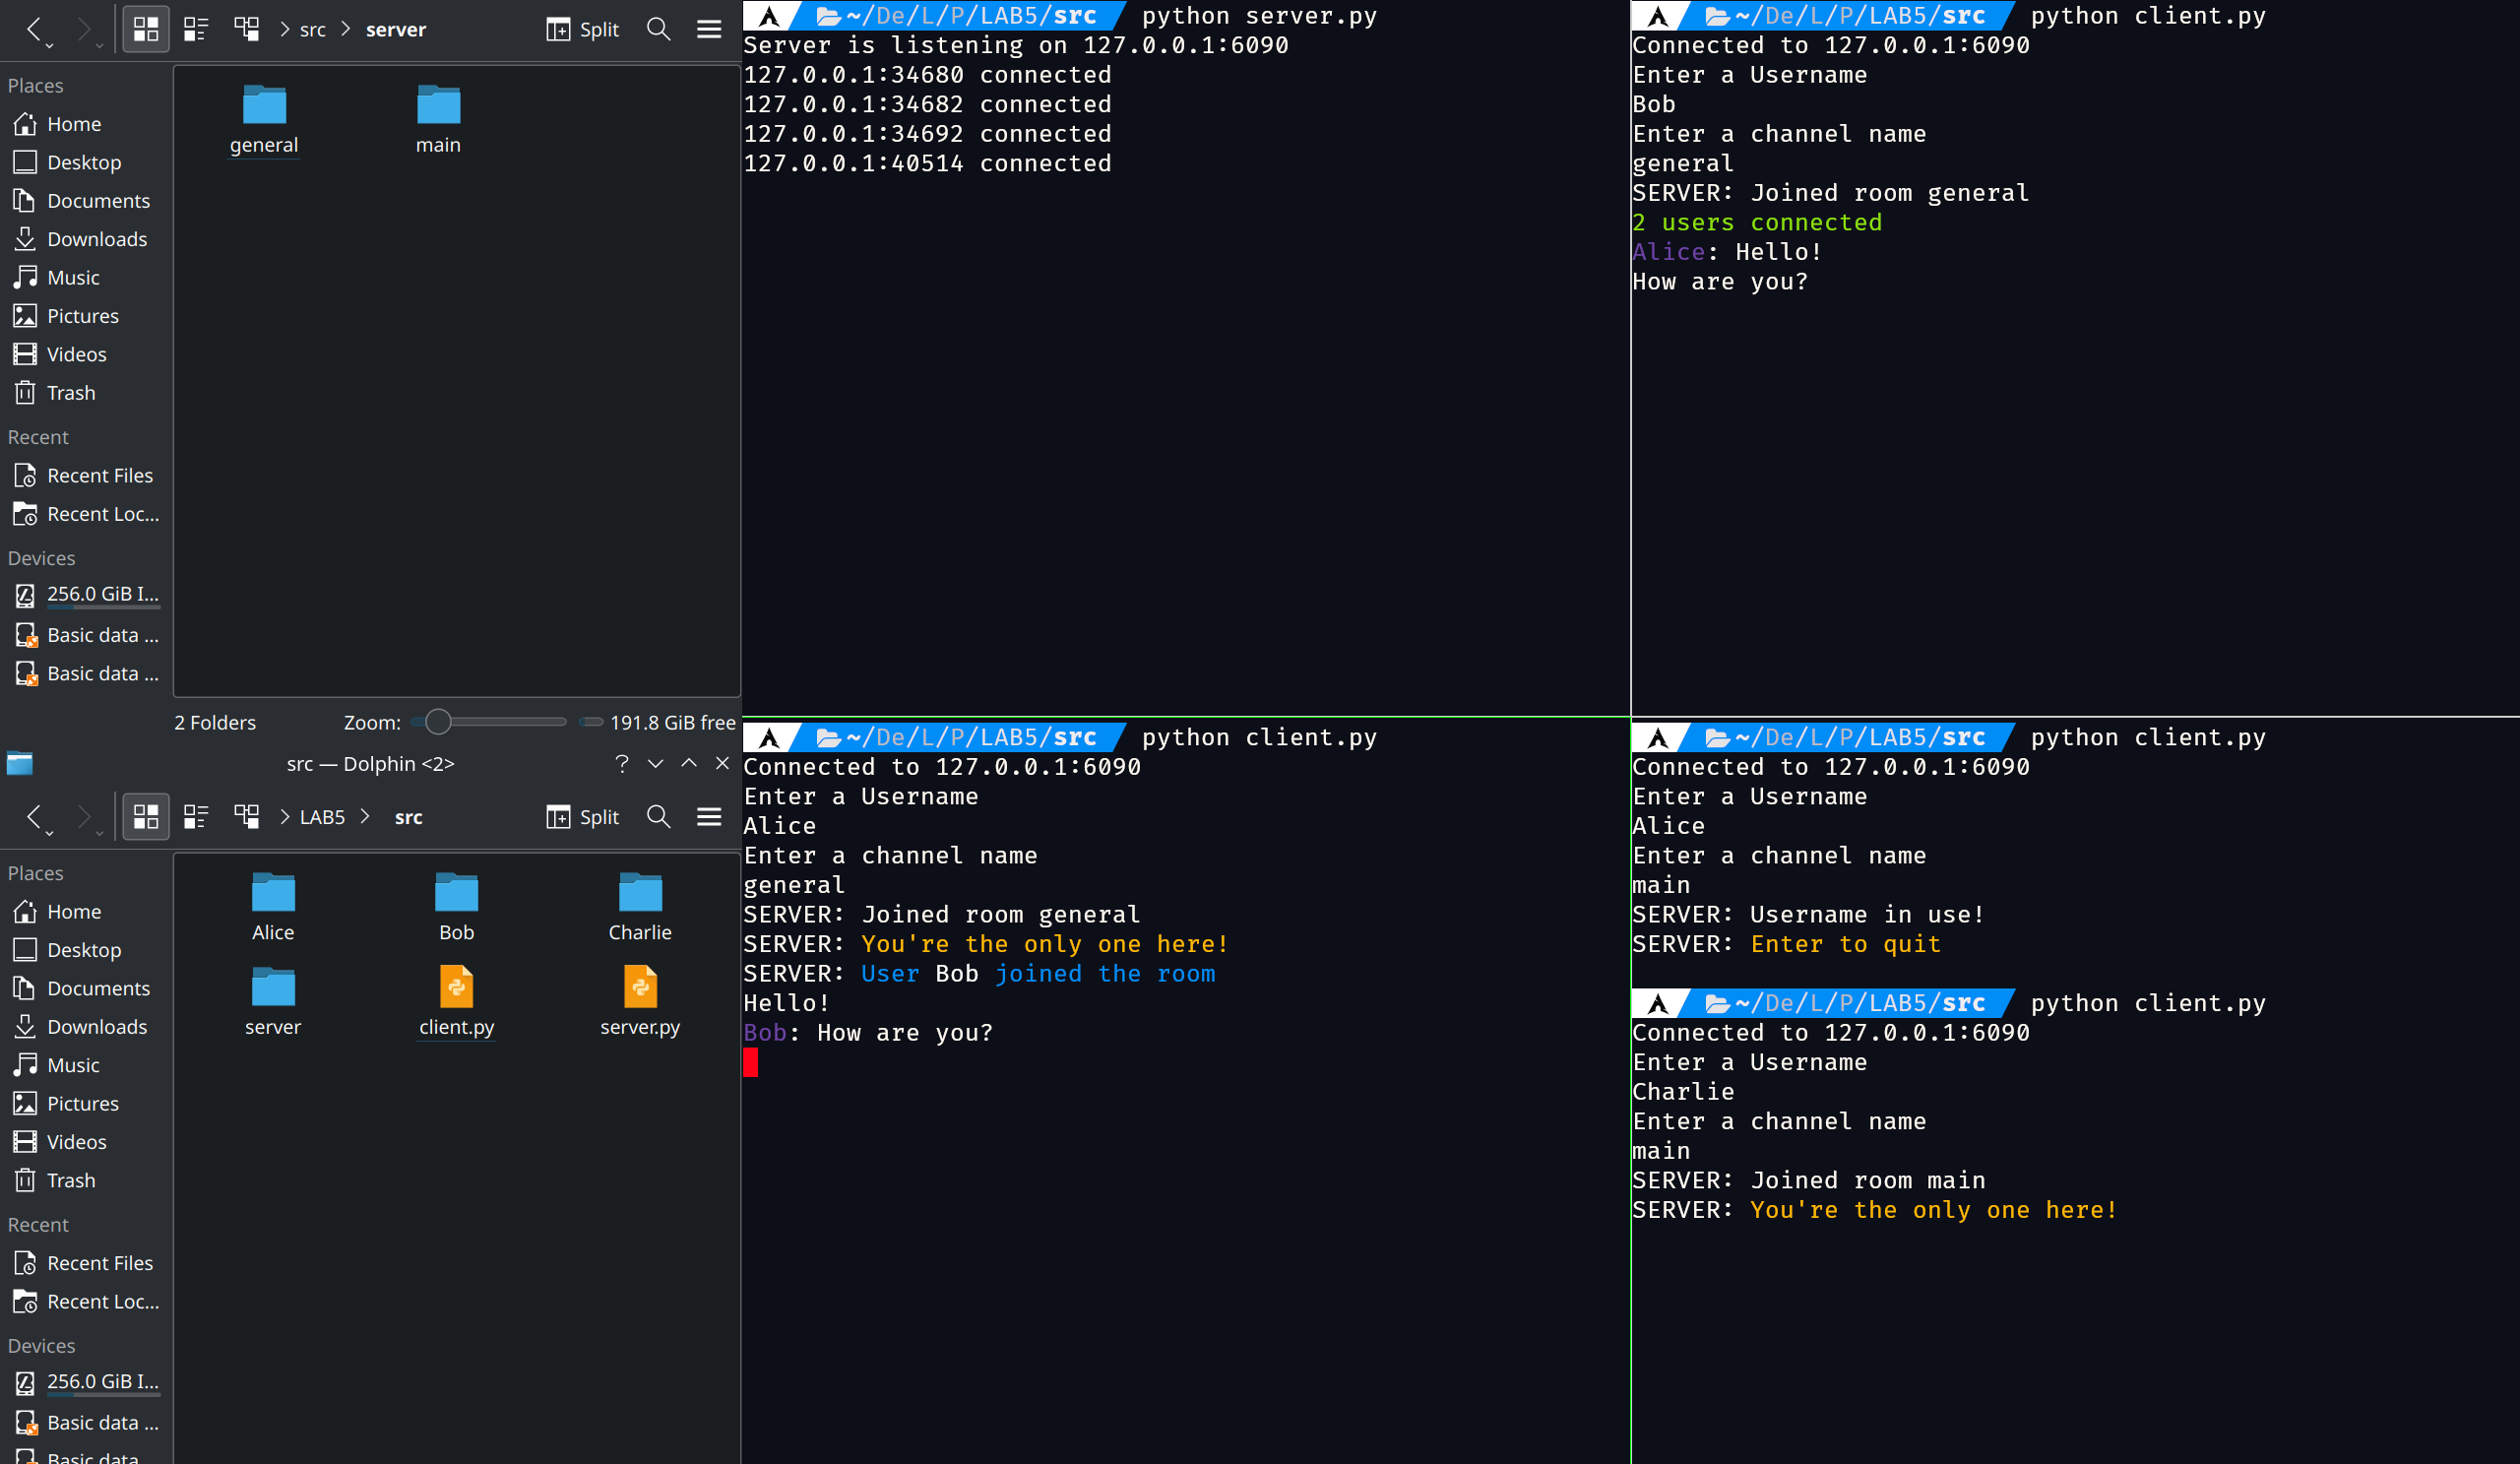 src server Split
Places
Home
Desktop
Documents
Downloads
Music
Pictures
Videos
Trash
Recent
Recent Files
Recent Loc...
Devices
256.0 GiB I...
Basic data ...
Basic data ...
general main
2 Folders Zoom: 191.8 GiB free
src — Dolphin <2>
LAB5 src Split
Places
Home
Desktop
Documents
Downloads
Music
Pictures
Videos
Trash
Recent
Recent Files
Recent Loc...
Devices
256.0 GiB I...
Basic data ...
Basic data
Alice Bob Charlie
server client.py server.py
~/De/L/P/LAB5/src python server.py
Server is listening on 127.0.0.1:6090
127.0.0.1:34680 connected
127.0.0.1:34682 connected
127.0.0.1:34692 connected
127.0.0.1:40514 connected
~/De/L/P/LAB5/src python client.py
Connected to 127.0.0.1:6090
Enter a Username
Bob
Enter a channel name
general
SERVER: Joined room general
2 users connected
Alice: Hello!
How are you?
~/De/L/P/LAB5/src python client.py
Connected to 127.0.0.1:6090
Enter a Username
Alice
Enter a channel name
general
SERVER: Joined room general
SERVER: You're the only one here!
SERVER: User Bob joined the room
Hello!
Bob: How are you?
~/De/L/P/LAB5/src python client.py
Connected to 127.0.0.1:6090
Enter a Username
Alice
Enter a channel name
main
SERVER: Username in use!
SERVER: Enter to quit
~/De/L/P/LAB5/src python client.py
Connected to 127.0.0.1:6090
Enter a Username
Charlie
Enter a channel name
main
SERVER: Joined room main
SERVER: You're the only one here!